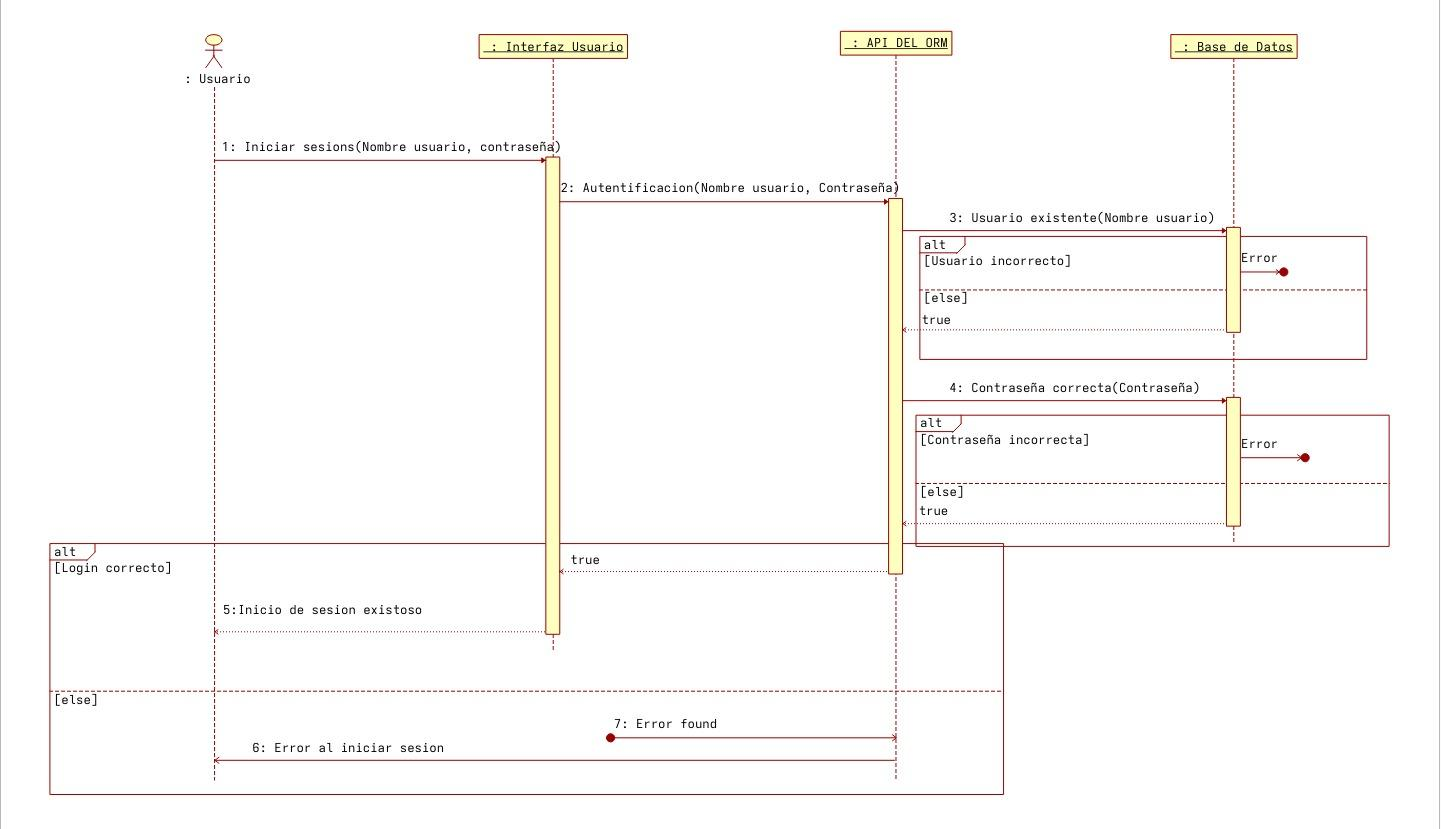 : Usuario
: Interfaz Usuario
: API DEL ORM
: Base de Datos
1: Iniciar sesions(Nombre usuario, contraseña)
2: Autentificacion(Nombre usuario, Contraseña)
3: Usuario existente(Nombre usuario)
alt
[Usuario incorrecto]
Error
[else]
true
4: Contraseña correcta(Contraseña)
alt
[Contraseña incorrecta]
Error
[else]
true
alt
[Login correcto]
true
5:Inicio de sesion existoso
[else]
7: Error found
6: Error al iniciar sesion